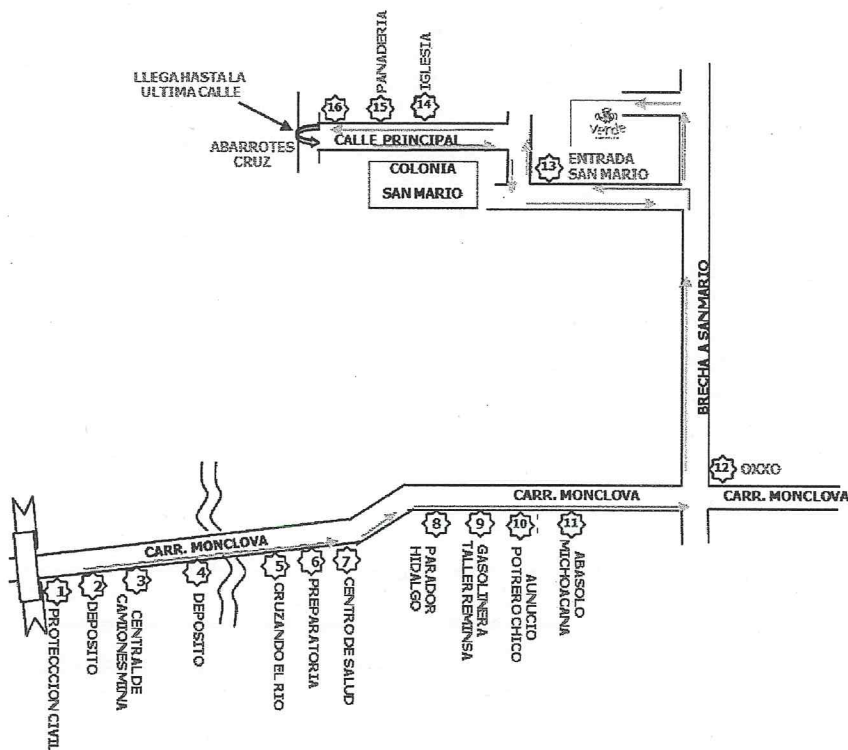 LLEGA HASTA LA
ULTIMA CALLE
ABARROTES
CRUZ
16
15
PANADERIA
14
IGLESIA
CALLE PRINCIPAL
COLONIA
SAN MARIO
verde
13
ENTRADA
SAN MARIO
BRECHA A SAN MARIO
12
OXXO
CARR. MONCLOVA
CARR. MONCLOVA
CARR. MONCLOVA
1
PROTECCCION CIVIL
2
DEPOSITO
3
CENTRAL DE
CAMIONES MINA
4
DEPOSITO
5
CRUZANDO EL RIO
6
PREPARATORIA
7
CENTRO DE SALUD
8
PARADOR
HIDALGO
9
GASOLINERA
TALLER REMINSA
10
AUNUCIO
POTRERO CHICO
11
ABASOLO
MICHOACANA